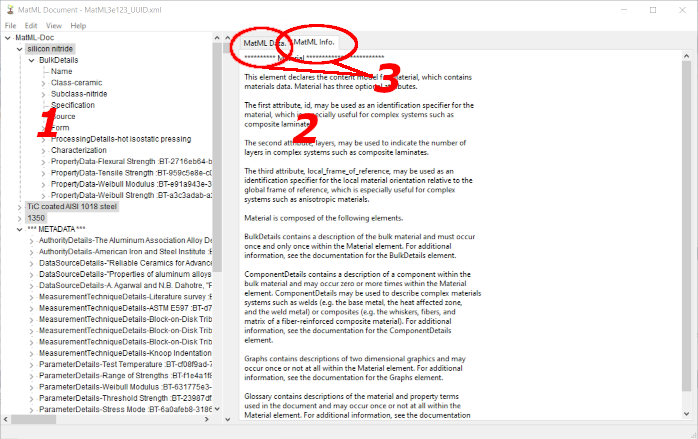 MatML Document - MatML3e123_UUID.xml
File Edit View Help
MatML-Doc
silicon nitride
BulkDetails
Name
Class-ceramic
Subclass-nitride
Specification
Source
Form
ProcessingDetails-hot isostatic pressing
Characterization
PropertyData-Flexural Strength :BT-2716eb64-b
PropertyData-Tensile Strength :BT-959c5e8e-c0
PropertyData-Weibull Modulus :BT-e91a943e-3
PropertyData-Weibull Strength :BT-a3c3adab-a2
TiC coated AISI 1018 steel
1350
*** METADATA ***
AuthorityDetails-The Aluminum Association Alloy De
AuthorityDetails-American Iron and Steel Institute :B
DataSourceDetails-"Reliable Ceramics for Advance
DataSourceDetails-"Properties of aluminum alloys
DataSourceDetails-A. Agarwal and N.B. Dahotre, "P
MeasurementTechniqueDetails-Literature survey :B
MeasurementTechniqueDetails-ASTM E597 :BT-d7
MeasurementTechniqueDetails-Block-on-Disk Trib
MeasurementTechniqueDetails-Block-on-Disk Trib
MeasurementTechniqueDetails-Knoop Indentation
ParameterDetails-Test Temperature :BT-cf08f9ad-7
ParameterDetails-Range of Strengths :BT-f1e4a1f8
ParameterDetails-Weibull Modulus :BT-631775e3-
ParameterDetails-Threshold Strength :BT-23987df
ParameterDetails-Stress Mode :BT-6a0afeb8-3186
1
MatML Data. MatML Info.
3
********** Material ************************
This element declares the content model for Material, which contains
materials data. Material has three optional attributes.
The first attribute, id, may be used as an identification specifier for the
material, which is especially useful for complex systems such as
composite laminates.
2
The second attribute, layers, may be used to indicate the number of
layers in complex systems such as composite laminates.
The third attribute, local_frame_of_reference, may be used as an
identification specifier for the local material orientation relative to the
global frame of reference, which is especially useful for complex
systems such as anisotropic materials.
Material is composed of the following elements.
BulkDetails contains a description of the bulk material and must occur
once and only once within the Material element. For additional
information, see the documentation for the BulkDetails element.
ComponentDetails contains a description of a component within the
bulk material and may occur zero or more times within the Material
element. ComponentDetails may be used to describe complex materials
systems such as welds (e.g. the base metal, the heat affected zone,
and the weld metal) or composites (e.g. the whiskers, fibers, and
matrix of a fiber-reinforced composite material). For additional
information, see the documentation for the ComponentDetails
element.
Graphs contains descriptions of two dimensional graphics and may
occur once or not at all within the Material element. For additional
information, see the documentation for the Graphs element.
Glossary contains descriptions of the material and property terms
used in the document and may occur once or not at all within the
Material element. For additional information, see the documentation